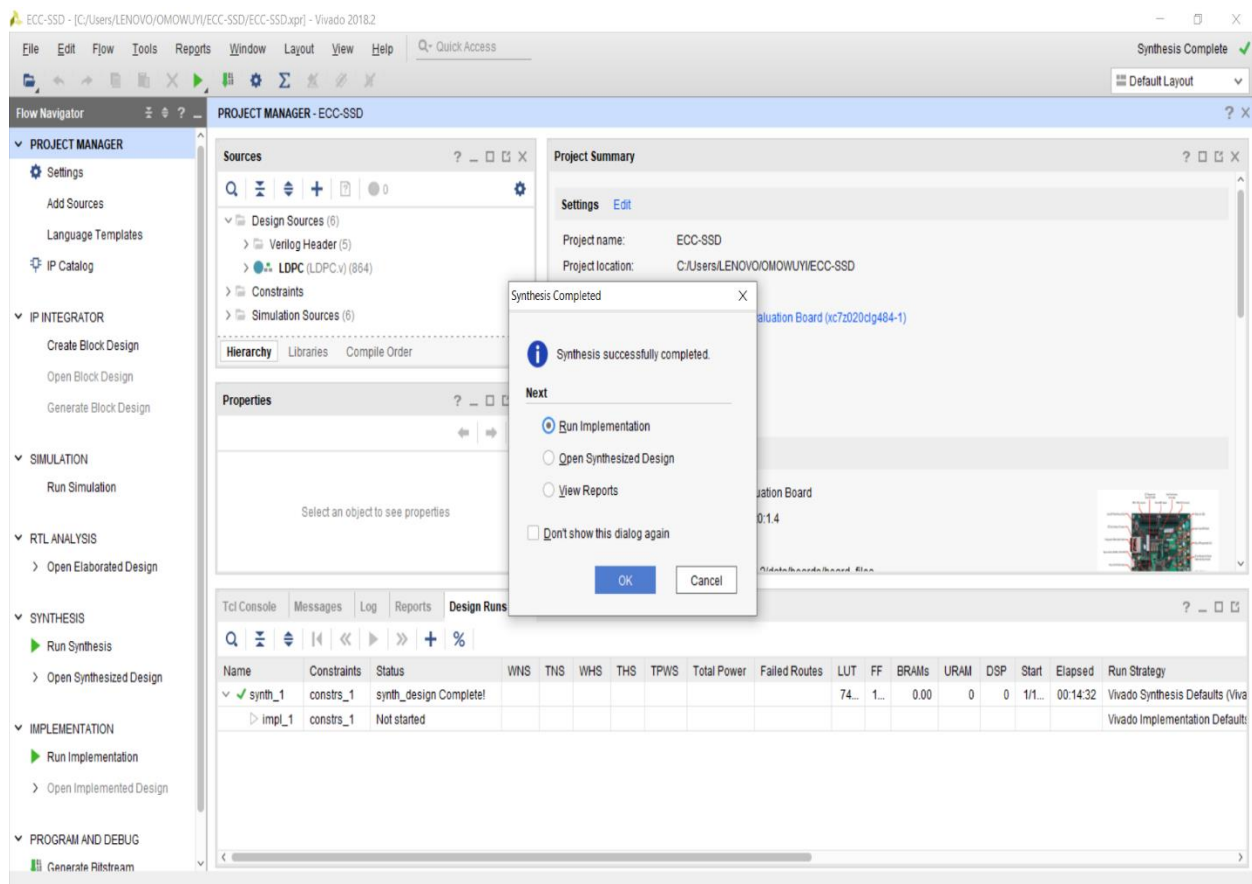 ECC-SSD - [C:/Users/LENOVO/OMOWUYI/ECC-SSD/ECC-SSD.xpr] - Vivado 2018.2
File Edit Flow Tools Reports Window Layout View Help Quick Access
Synthesis Complete
Default Layout
Flow Navigator
PROJECT MANAGER - ECC-SSD
PROJECT MANAGER
Settings
Add Sources
Language Templates
IP Catalog
IP INTEGRATOR
Create Block Design
Open Block Design
Generate Block Design
SIMULATION
Run Simulation
RTL ANALYSIS
Open Elaborated Design
SYNTHESIS
Run Synthesis
Open Synthesized Design
IMPLEMENTATION
Run Implementation
Open Implemented Design
PROGRAM AND DEBUG
Generate Bitstream
Sources
0
Design Sources (6)
Verilog Header (5)
LDPC (LDPC.v) (864)
Constraints
Simulation Sources (6)
Hierarchy Libraries Compile Order
Properties
Select an object to see properties
Project Summary
Settings Edit
Project name: ECC-SSD
Project location: C:/Users/LENOVO/OMOWUYI/ECC-SSD
aluation Board (xc7z020clg484-1)
uation Board
0:1.4
Synthesis Completed
Synthesis successfully completed.
Next
Run Implementation
Open Synthesized Design
View Reports
Don't show this dialog again
OK Cancel
Tcl Console Messages Log Reports Design Runs
Name Constraints Status WNS TNS WHS THS TPWS Total Power Failed Routes LUT FF BRAMs URAM DSP Start Elapsed Run Strategy
synth_1 constrs_1 synth_design Complete! 74... 1... 0.00 0 0 1/1... 00:14:32 Vivado Synthesis Defaults (Viva
impl_1 constrs_1 Not started Vivado Implementation Defaults